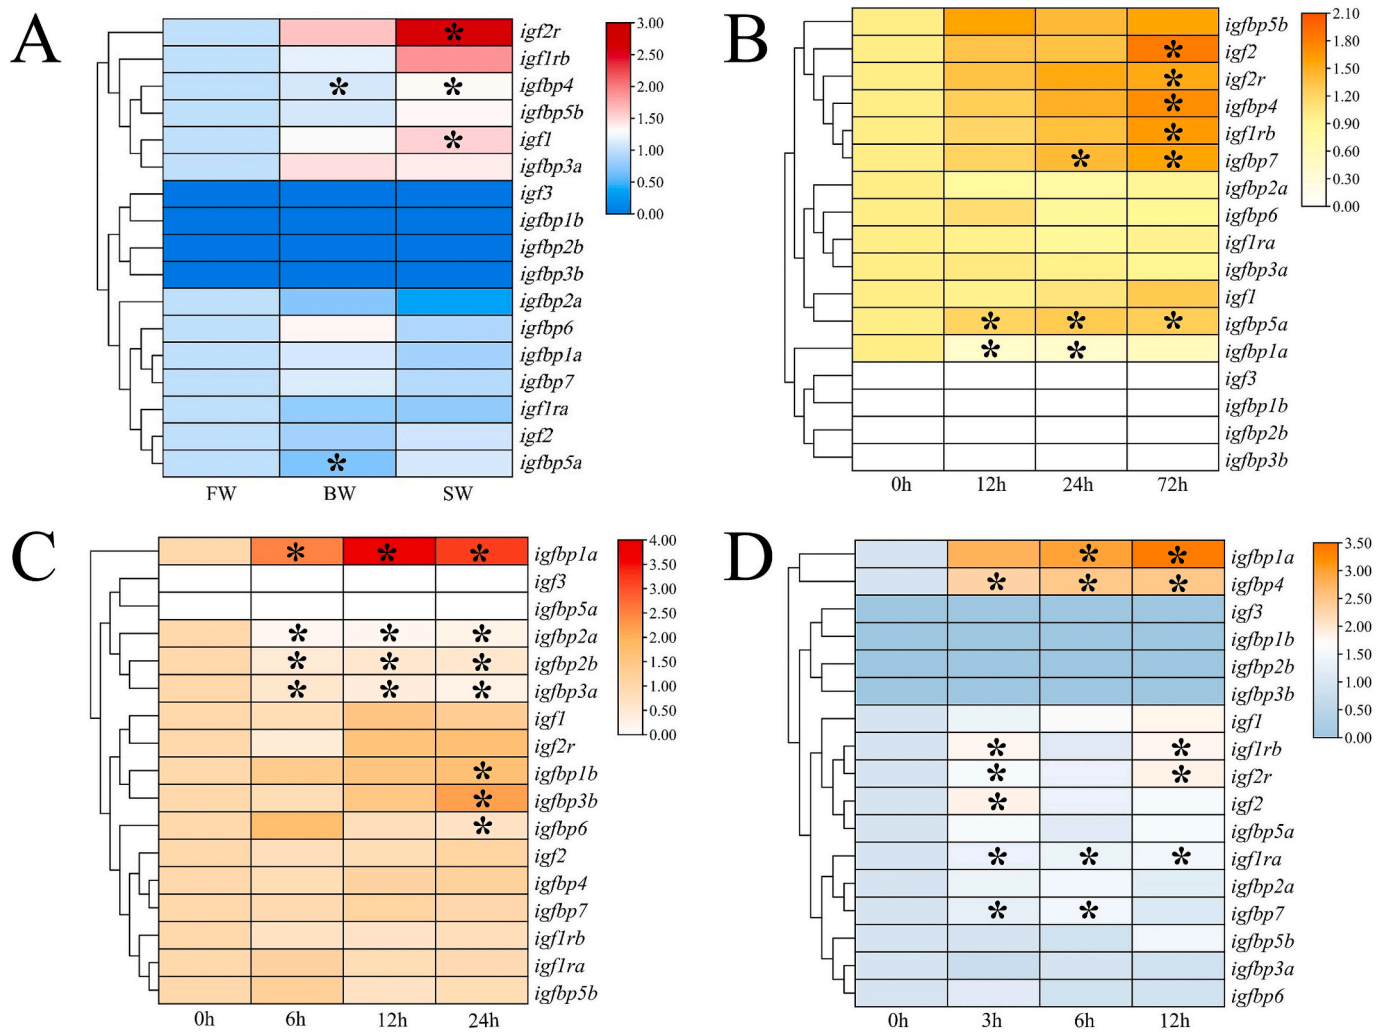 A
igf2r
igf1rb
igfbp4
igfbp5b
igf1
igfbp3a
igf3
igfbp1b
igfbp2b
igfbp3b
igfbp2a
igfbp6
igfbp1a
igfbp7
igf1ra
igf2
igfbp5a
FW BW SW
3.00
2.50
2.00
1.50
1.00
0.50
0.00
B
igfbp5b
igf2
igf2r
igfbp4
igf1rb
igfbp7
igfbp2a
igfbp6
igf1ra
igfbp3a
igf1
igfbp5a
igfbp1a
igf3
igfbp1b
igfbp2b
igfbp3b
0h 12h 24h 72h
2.10
1.80
1.50
1.20
0.90
0.60
0.30
0.00
C
igfbp1a
igf3
igfbp5a
igfbp2a
igfbp2b
igfbp3a
igf1
igf2r
igfbp1b
igfbp3b
igfbp6
igf2
igfbp4
igfbp7
igf1rb
igf1ra
igfbp5b
0h 6h 12h 24h
4.00
3.50
3.00
2.50
2.00
1.50
1.00
0.50
0.00
D
igfbp1a
igfbp4
igf3
igfbp1b
igfbp2b
igfbp3b
igf1
igf1rb
igf2r
igf2
igfbp5a
igf1ra
igfbp2a
igfbp7
igfbp5b
igfbp3a
igfbp6
0h 3h 6h 12h
3.50
3.00
2.50
2.00
1.50
1.00
0.50
0.00